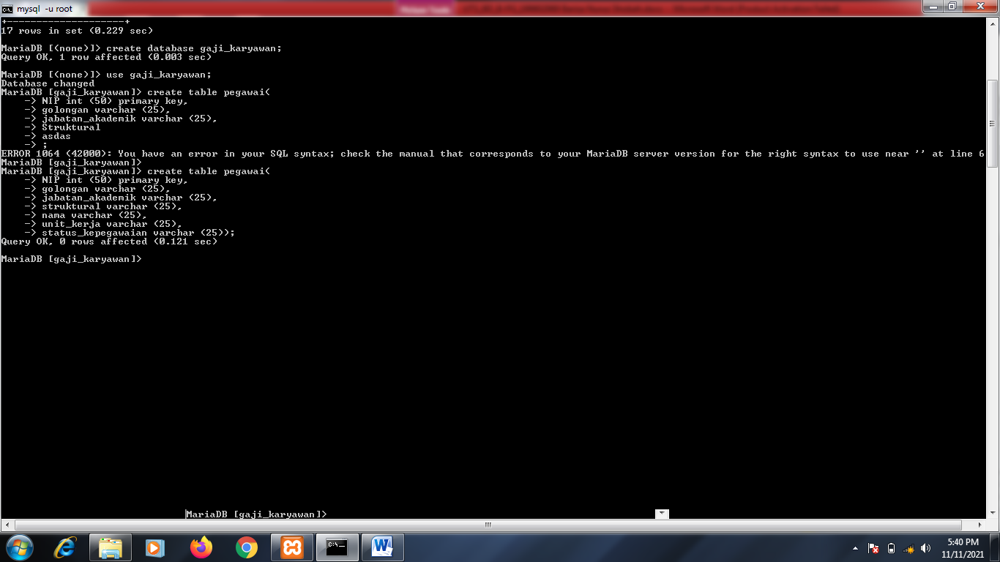 mysql -u root
+--------------------+
17 rows in set (0.229 sec)
MariaDB [(none)]> create database gaji_karyawan;
Query OK, 1 row affected (0.003 sec)
MariaDB [(none)]> use gaji_karyawan;
Database changed
MariaDB [gaji_karyawan]> create table pegawai(
-> NIP int (50) primary key,
-> golongan varchar (25),
-> jabatan_akademik varchar (25),
-> Struktural
-> asdas
-> ;
ERROR 1064 (42000): You have an error in your SQL syntax; check the manual that corresponds to your MariaDB server version for the right syntax to use near '' at line 6
MariaDB [gaji_karyawan]>
MariaDB [gaji_karyawan]> create table pegawai(
-> NIP int (50) primary key,
-> golongan varchar (25),
-> jabatan_akademik varchar (25),
-> struktural varchar (25),
-> nama varchar (25),
-> unit_kerja varchar (25),
-> status_kepegawaian varchar (25));
Query OK, 0 rows affected (0.121 sec)
MariaDB [gaji_karyawan]>
MariaDB [gaji_karyawan]>
5:40 PM
11/11/2021